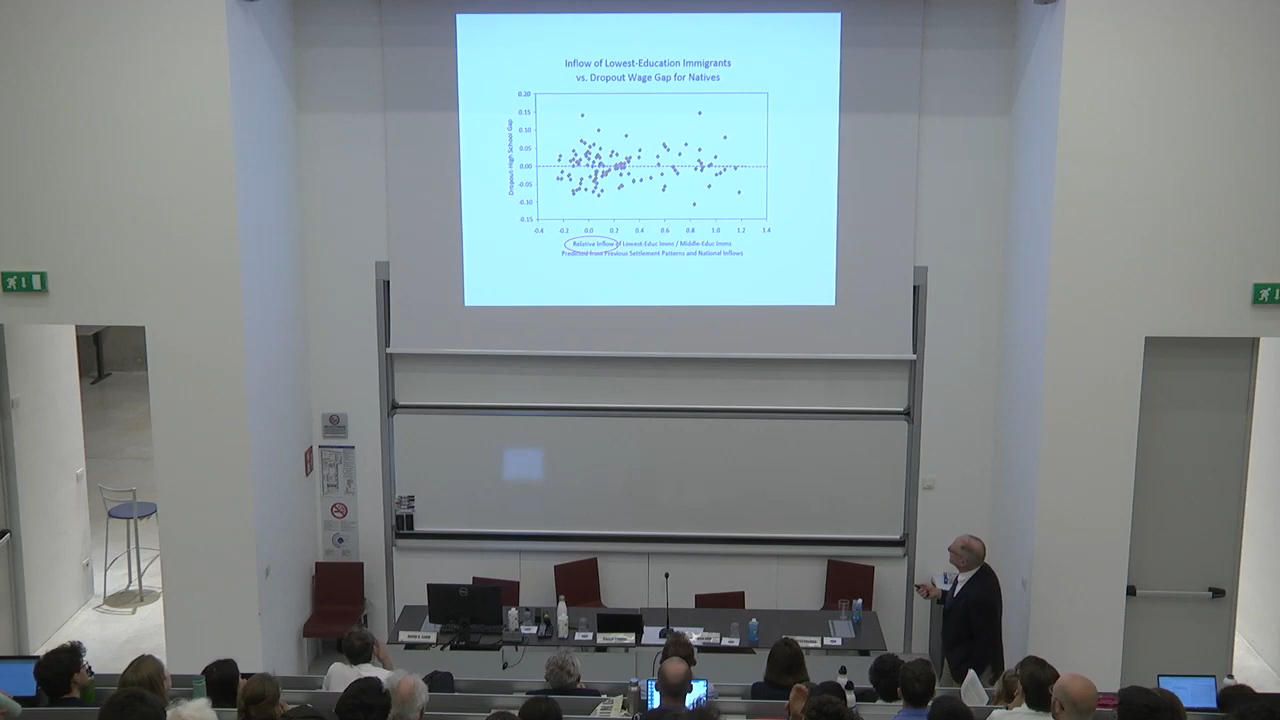 Inflow of Lowest-Education Immigrants
vs. Dropout Wage Gap for Natives
0.20
0.15
0.10
0.05
0.00
-0.05
-0.10
-0.15
Dropout-High School Gap
-0.4 -0.2 0.0 0.2 0.4 0.6 0.8 1.0 1.2 1.4
Relative Inflow of Lowest-Educ Imms / Middle-Educ Imms
Predicted from Previous Settlement Patterns and National Inflows